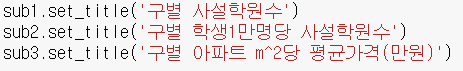 sub1.set_title('구별 사설학원수')
sub2.set_title('구별 학생1만명당 사설학원수')
sub3.set_title('구별 아파트 m^2당 평균가격(만원)')